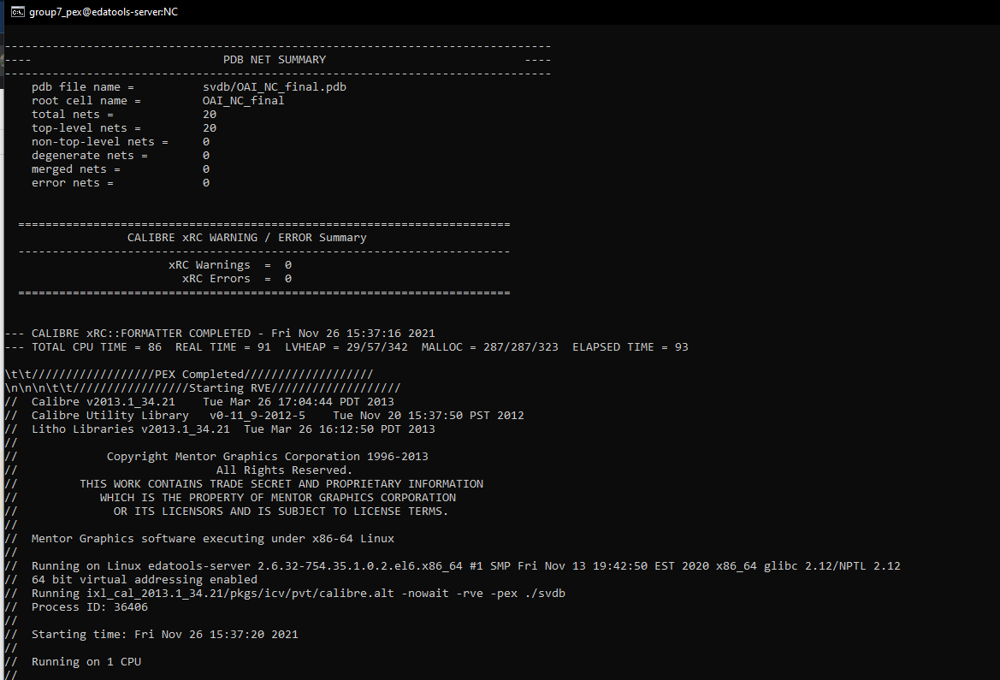 group7_pex@edatools-server:NC
--------------------------------------------------------------------------------
----                            PDB NET SUMMARY                             ----
--------------------------------------------------------------------------------
    pdb file name =          svdb/OAI_NC_final.pdb
    root cell name =         OAI_NC_final
    total nets =             20
    top-level nets =         20
    non-top-level nets =     0
    degenerate nets =        0
    merged nets =            0
    error nets =             0
  ========================================================================
                  CALIBRE xRC WARNING / ERROR Summary
  ------------------------------------------------------------------------
                        xRC Warnings  =  0
                          xRC Errors  =  0
  ========================================================================
--- CALIBRE xRC::FORMATTER COMPLETED - Fri Nov 26 15:37:16 2021
--- TOTAL CPU TIME = 86  REAL TIME = 91  LVHEAP = 29/57/342  MALLOC = 287/287/323  ELAPSED TIME = 93
\t\t//////////////////PEX Completed///////////////////
\n\n\n\t\t/////////////////Starting RVE///////////////////
//  Calibre v2013.1_34.21    Tue Mar 26 17:04:44 PDT 2013
//  Calibre Utility Library   v0-11_9-2012-5    Tue Nov 20 15:37:50 PST 2012
//  Litho Libraries v2013.1_34.21  Tue Mar 26 16:12:50 PDT 2013
//
//             Copyright Mentor Graphics Corporation 1996-2013
//                             All Rights Reserved.
//         THIS WORK CONTAINS TRADE SECRET AND PROPRIETARY INFORMATION
//            WHICH IS THE PROPERTY OF MENTOR GRAPHICS CORPORATION
//              OR ITS LICENSORS AND IS SUBJECT TO LICENSE TERMS.
//
//  Mentor Graphics software executing under x86-64 Linux
//
//  Running on Linux edatools-server 2.6.32-754.35.1.0.2.el6.x86_64 #1 SMP Fri Nov 13 19:42:50 EST 2020 x86_64 glibc 2.12/NPTL 2.12
//  64 bit virtual addressing enabled
//  Running ixl_cal_2013.1_34.21/pkgs/icv/pvt/calibre.alt -nowait -rve -pex ./svdb
//  Process ID: 36406
//
//  Starting time: Fri Nov 26 15:37:20 2021
//
//  Running on 1 CPU
//